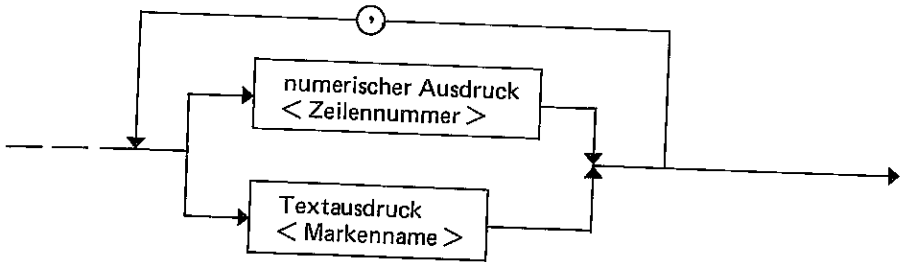 ,
numerischer Ausdruck
< Zeilennummer >
Textausdruck
< Markenname >